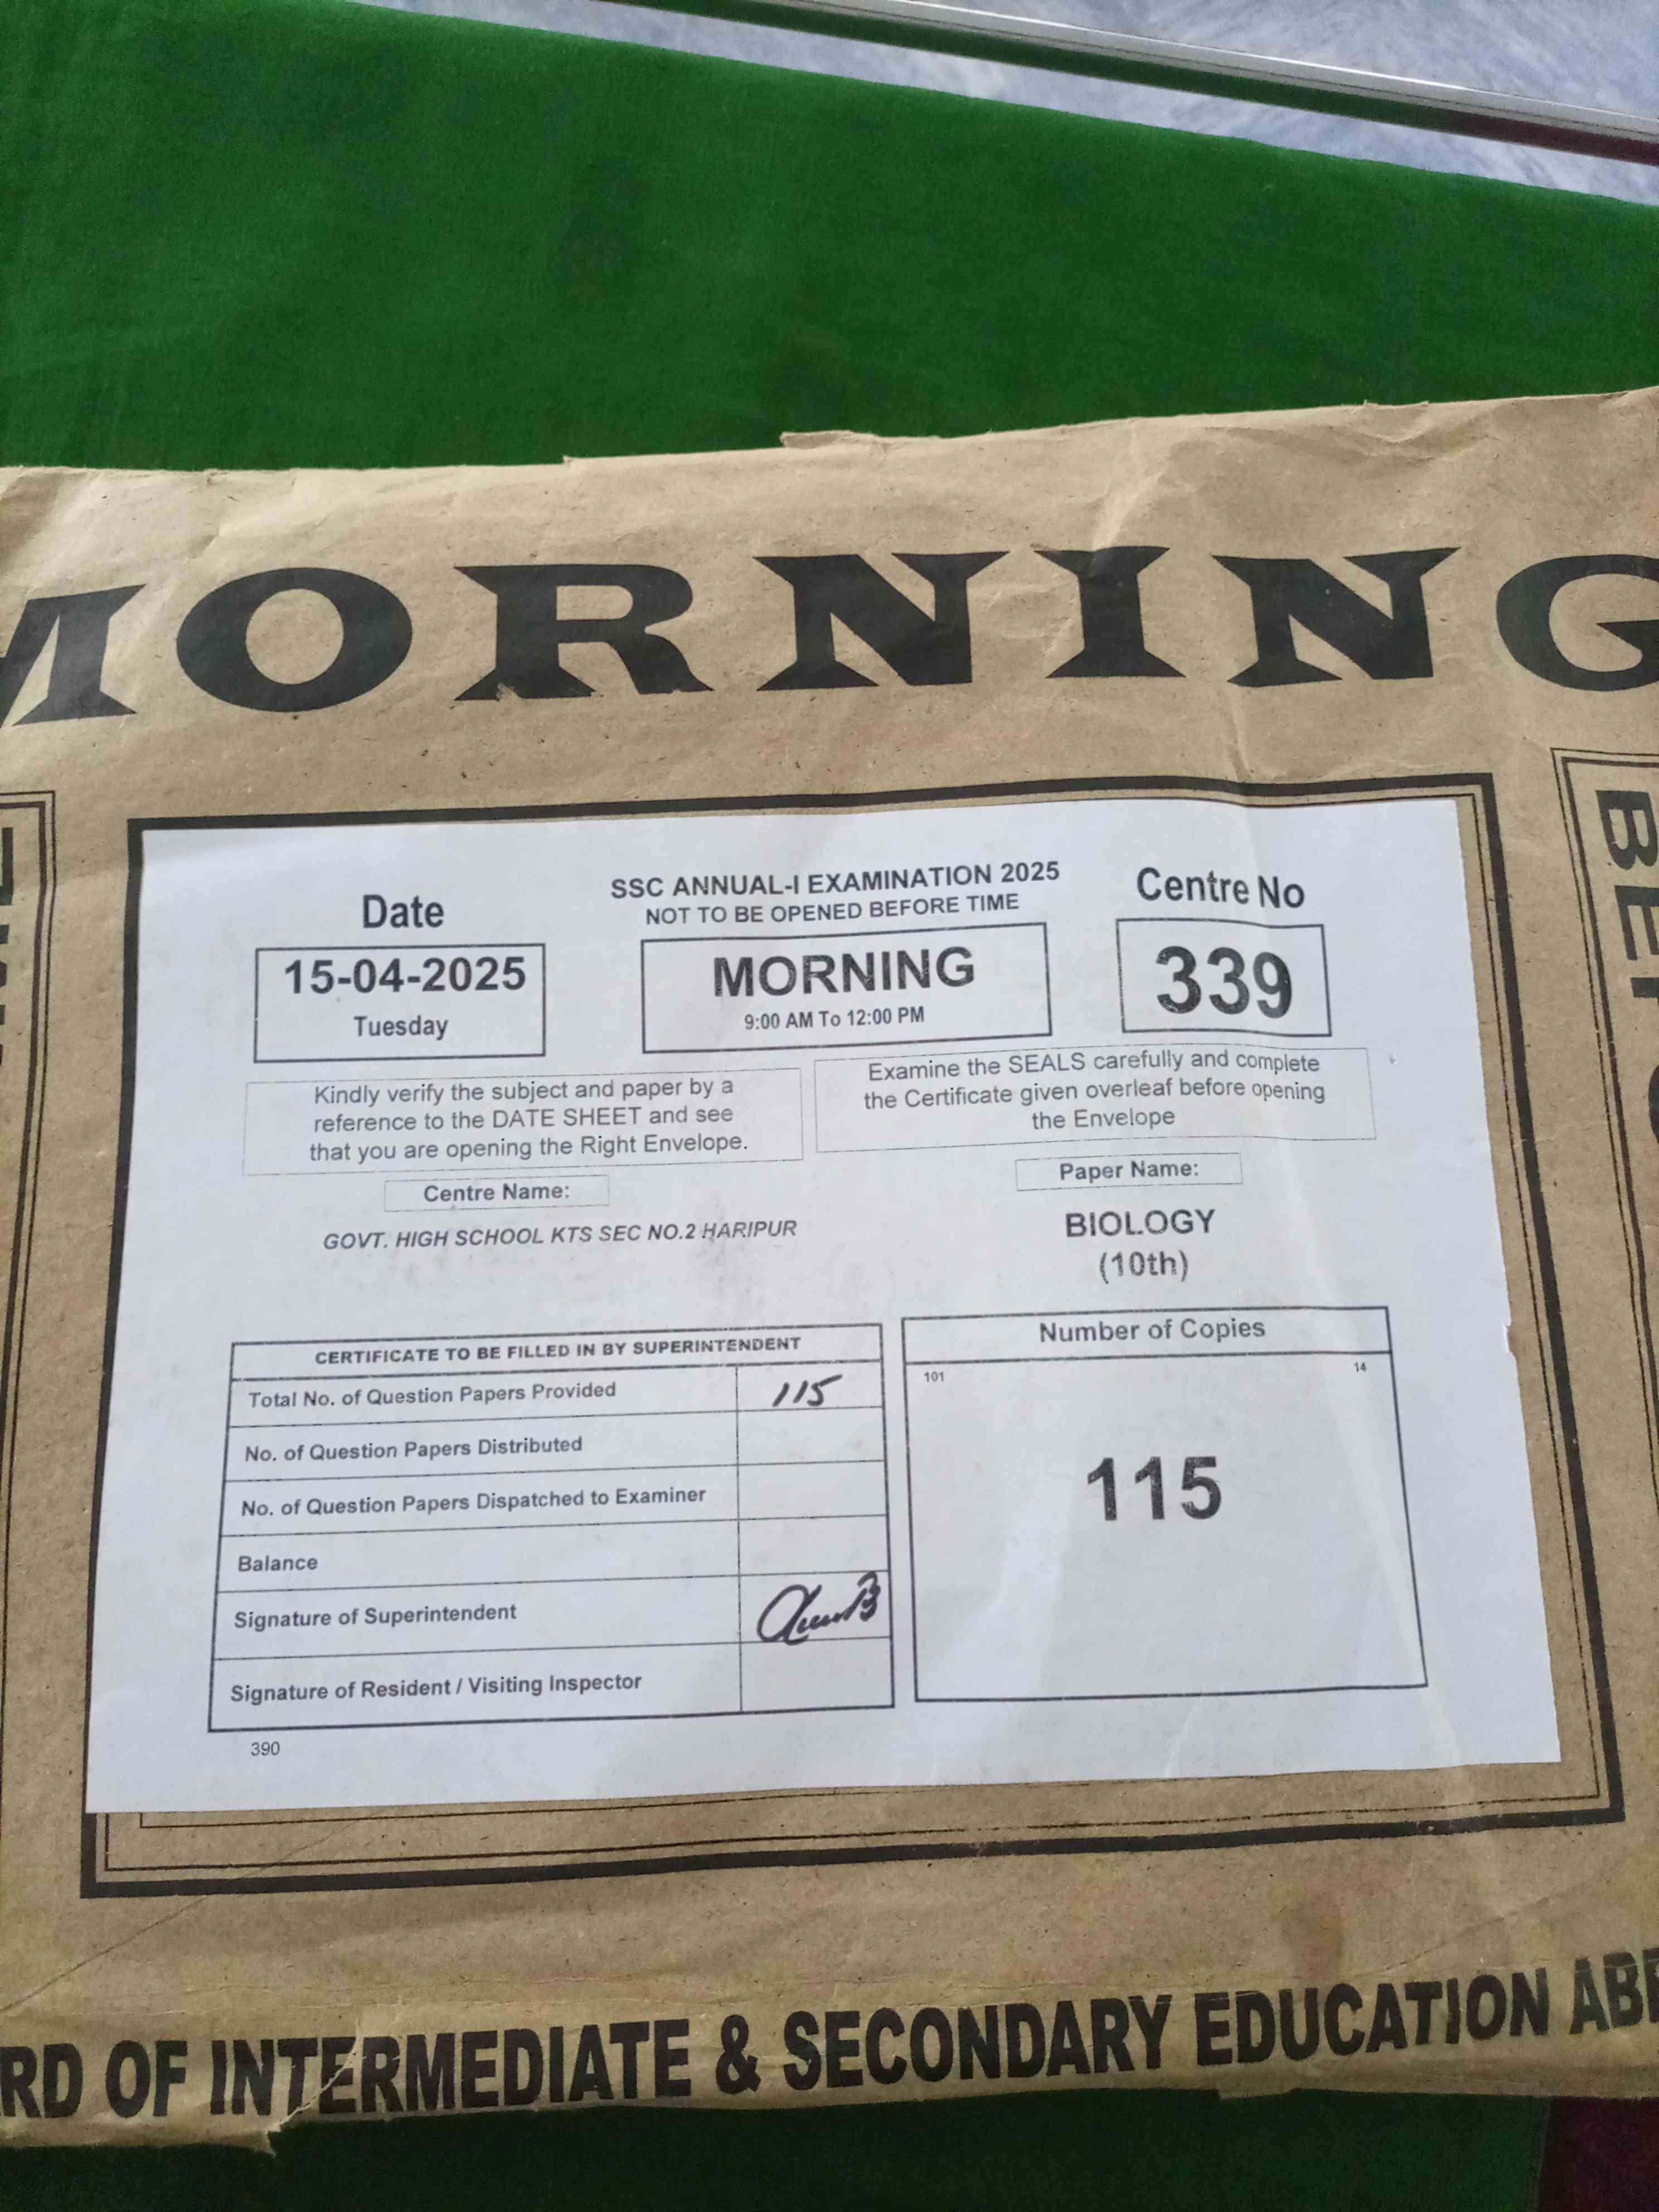 MORNING
Date
15-04-2025
Tuesday
SSC ANNUAL-I EXAMINATION 2025
NOT TO BE OPENED BEFORE TIME
MORNING
9:00 AM To 12:00 PM
Centre No
339
Kindly verify the subject and paper by a
reference to the DATE SHEET and see
that you are opening the Right Envelope.
Examine the SEALS carefully and complete
the Certificate given overleaf before opening
the Envelope
Centre Name:
GOVT. HIGH SCHOOL KTS SEC NO.2 HARIPUR
Paper Name:
BIOLOGY
(10th)
CERTIFICATE TO BE FILLED IN BY SUPERINTENDENT
Total No. of Question Papers Provided 115
No. of Question Papers Distributed
No. of Question Papers Dispatched to Examiner
Balance
Signature of Superintendent
Signature of Resident / Visiting Inspector
390
Number of Copies
101 14
115
RD OF INTERMEDIATE & SECONDARY EDUCATION AB